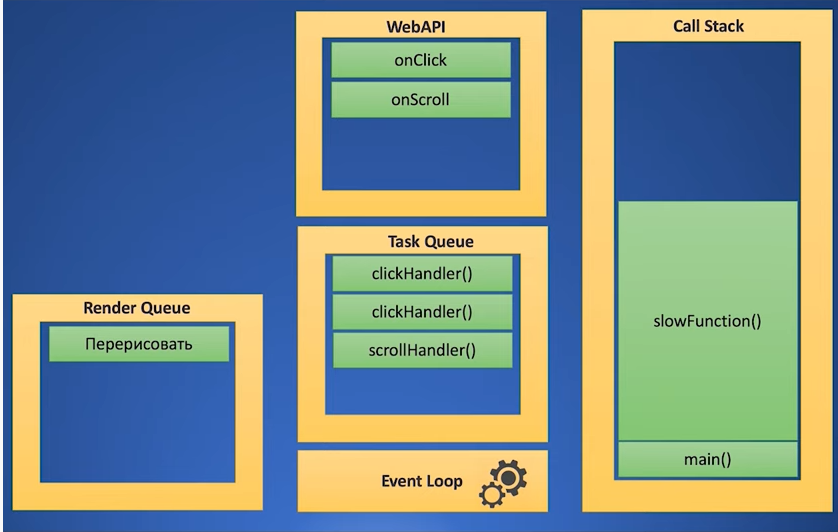 WebAPI
onClick
onScroll
Call Stack
slowFunction()
main()
Task Queue
clickHandler()
clickHandler()
scrollHandler()
Render Queue
Перерисовать
Event Loop